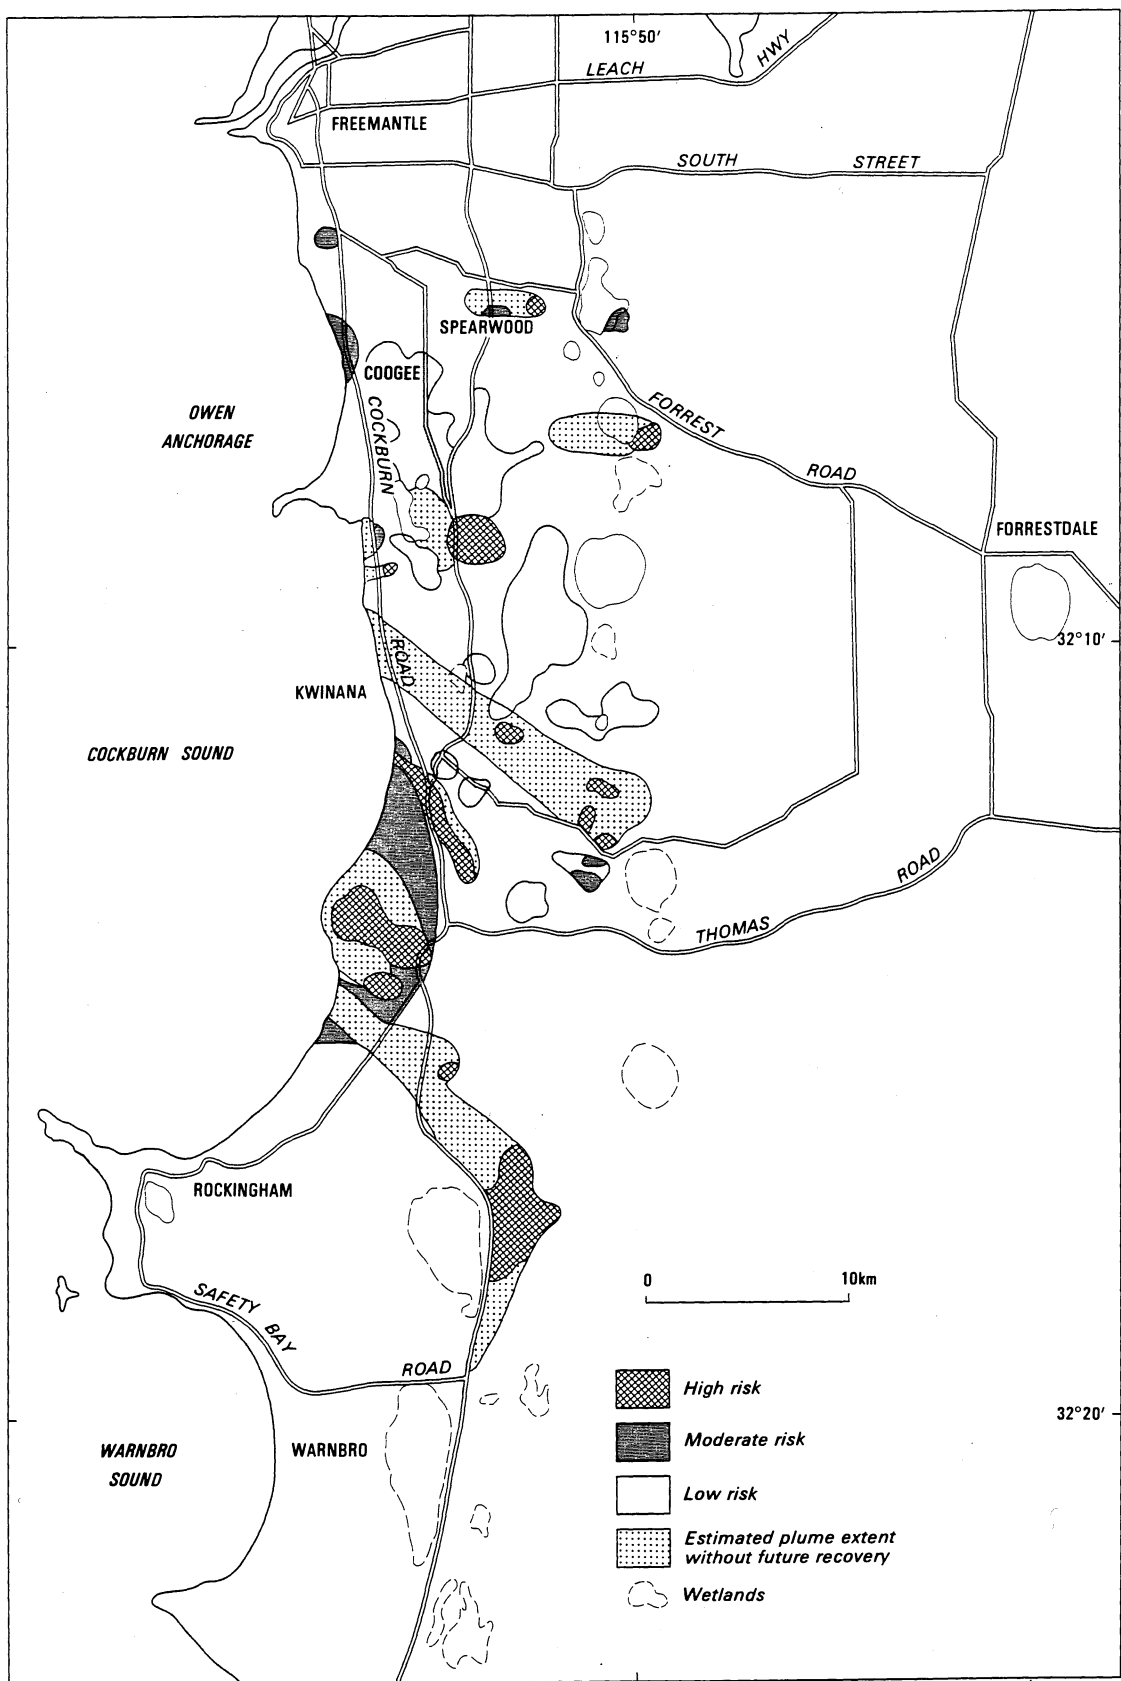 115°50'
HWY
LEACH
FREEMANTLE
SOUTH STREET
SPEARWOOD
COOGEE
OWEN
ANCHORAGE
COCKBURN
FORREST
ROAD
FORRESTDALE
32°10'
ROAD
KWINANA
COCKBURN SOUND
ROAD
THOMAS
ROCKINGHAM
0 10km
SAFETY
BAY
ROAD
High risk
32°20'
Moderate risk
WARNBRO
SOUND
WARNBRO
Low risk
Estimated plume extent
without future recovery
Wetlands